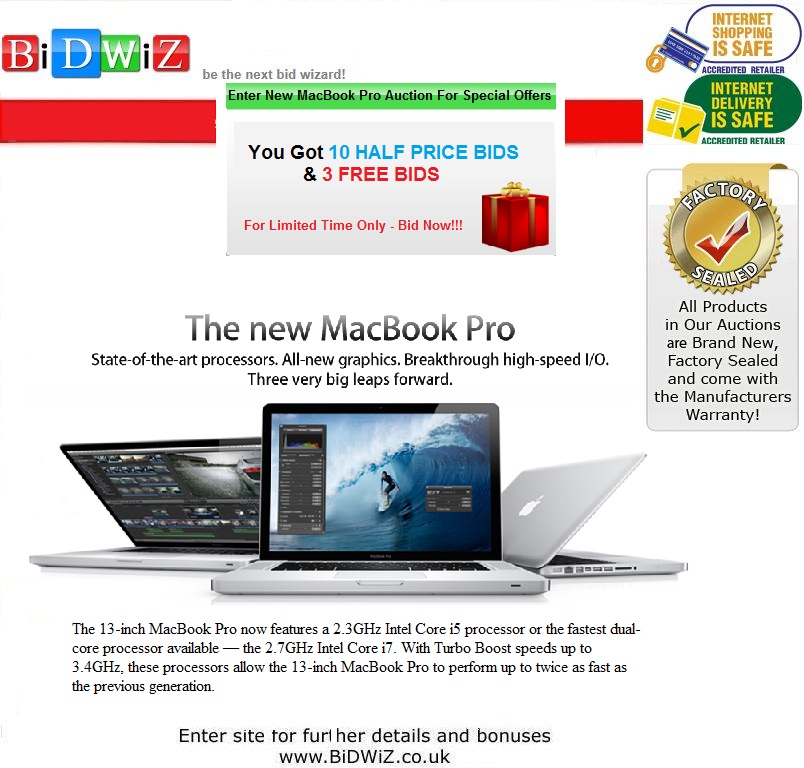 BiDWiZ
be the next bid wizard!
Enter New MacBook Pro Auction For Special Offers
You Got 10 HALF PRICE BIDS
& 3 FREE BIDS
For Limited Time Only - Bid Now!!!
INTERNET
SHOPPING
IS SAFE
ACCREDITED RETAILER
INTERNET
DELIVERY
IS SAFE
ACCREDITED RETAILER
FACTORY
SEALED
All Products
in Our Auctions
are Brand New,
Factory Sealed
and come with
the Manufacturers
Warranty!
The new MacBook Pro
State-of-the-art processors. All-new graphics. Breakthrough high-speed I/O.
Three very big leaps forward.
MacBook Pro
The 13-inch MacBook Pro now features a 2.3GHz Intel Core i5 processor or the fastest dual-
core processor available — the 2.7GHz Intel Core i7. With Turbo Boost speeds up to
3.4GHz, these processors allow the 13-inch MacBook Pro to perform up to twice as fast as
the previous generation.
Enter site for further details and bonuses
www.BiDWiZ.co.uk